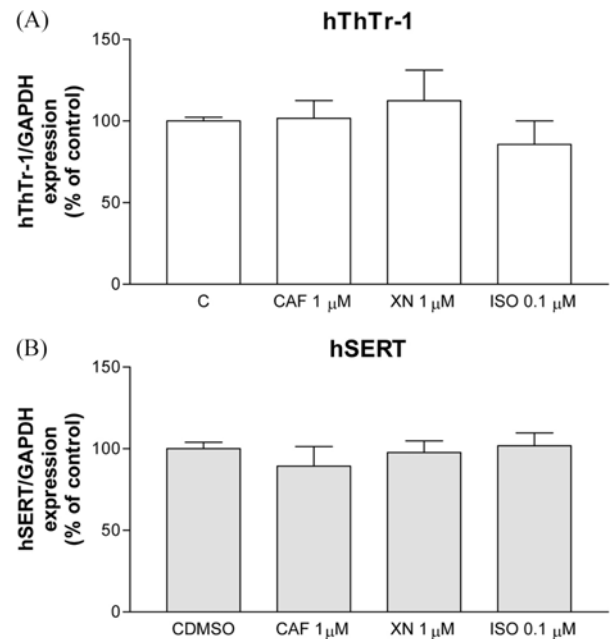 (A)
hThTr-1
hThTr-1/GAPDH
expression
(% of control)
150
100
50
0
C
CAF 1 μM
XN 1 μM
ISO 0.1 μM
(B)
hSERT
hSERT/GAPDH
expression
(% of control)
150
100
50
0
CDMSO
CAF 1μM
XN 1 μM
ISO 0.1 μM